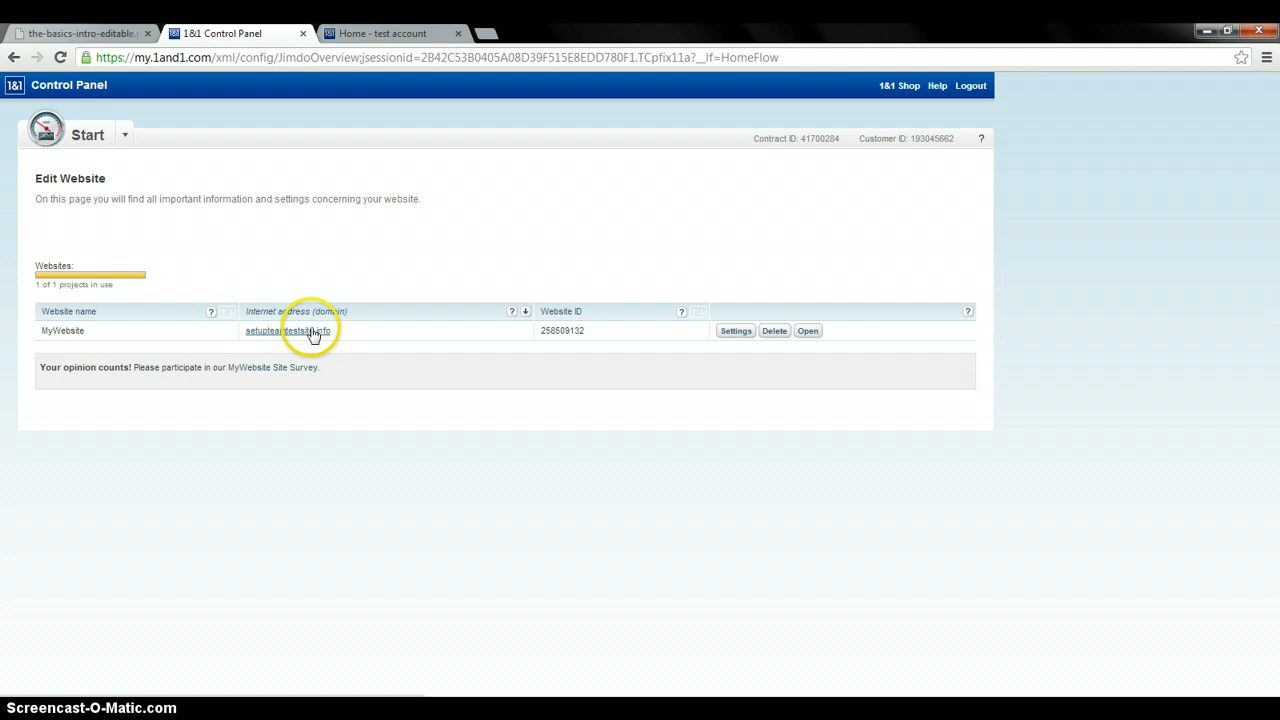 the-basics-intro-editable.
1&1 Control Panel
Home - test account
https://my.1and1.com/xml/config/JimdoOverview;jsessionid=2B42C53B0405A08D39F515E8EDD780F1.TCpfix11a?__lf=HomeFlow
1&1 Control Panel
1&1 Shop Help Logout
Start
Contract ID: 41700284 Customer ID: 193045662 ?
Edit Website
On this page you will find all important information and settings concerning your website.
Websites:
1 of 1 projects in use
Website name ? Internet address (domain) ? Website ID ? ?
MyWebsite setupteamtestsite.info 258509132 Settings Delete Open
Your opinion counts! Please participate in our MyWebsite Site Survey.
Screencast-O-Matic.com